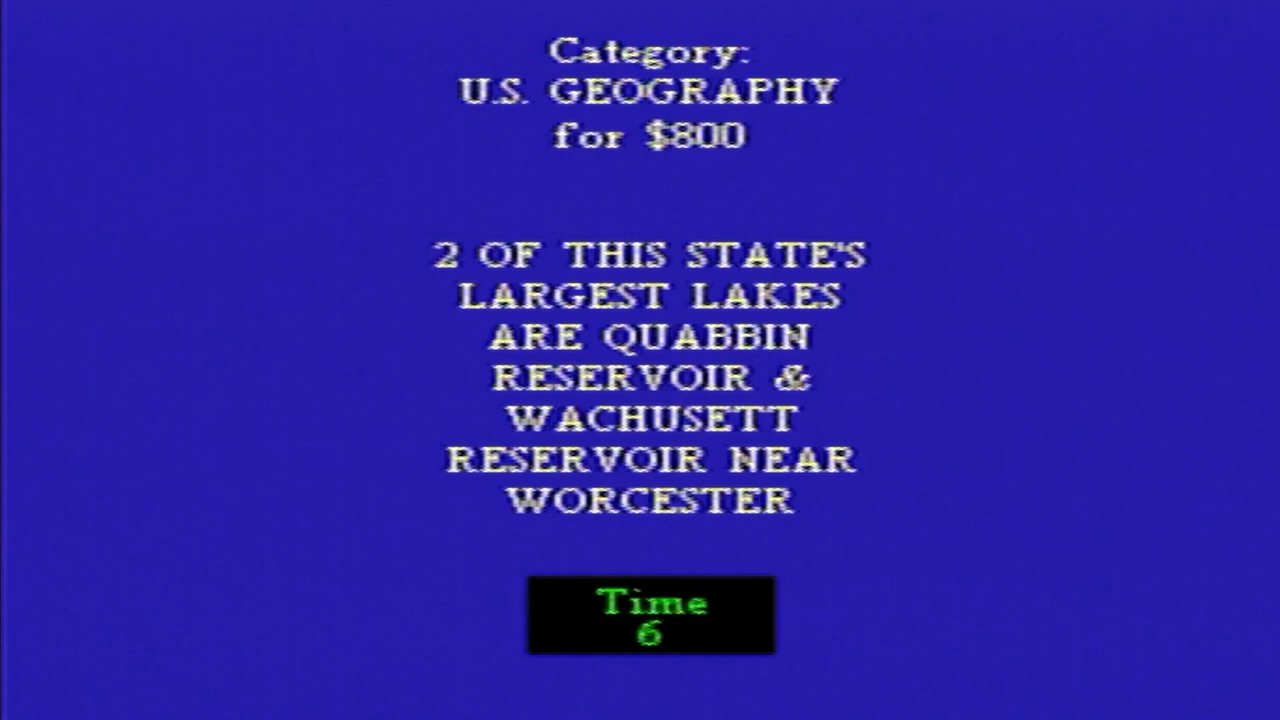 Category:
U.S. GEOGRAPHY
for $800
2 OF THIS STATE'S
LARGEST LAKES
ARE QUABBIN
RESERVOIR &
WACHUSETT
RESERVOIR NEAR
WORCESTER
Time
6